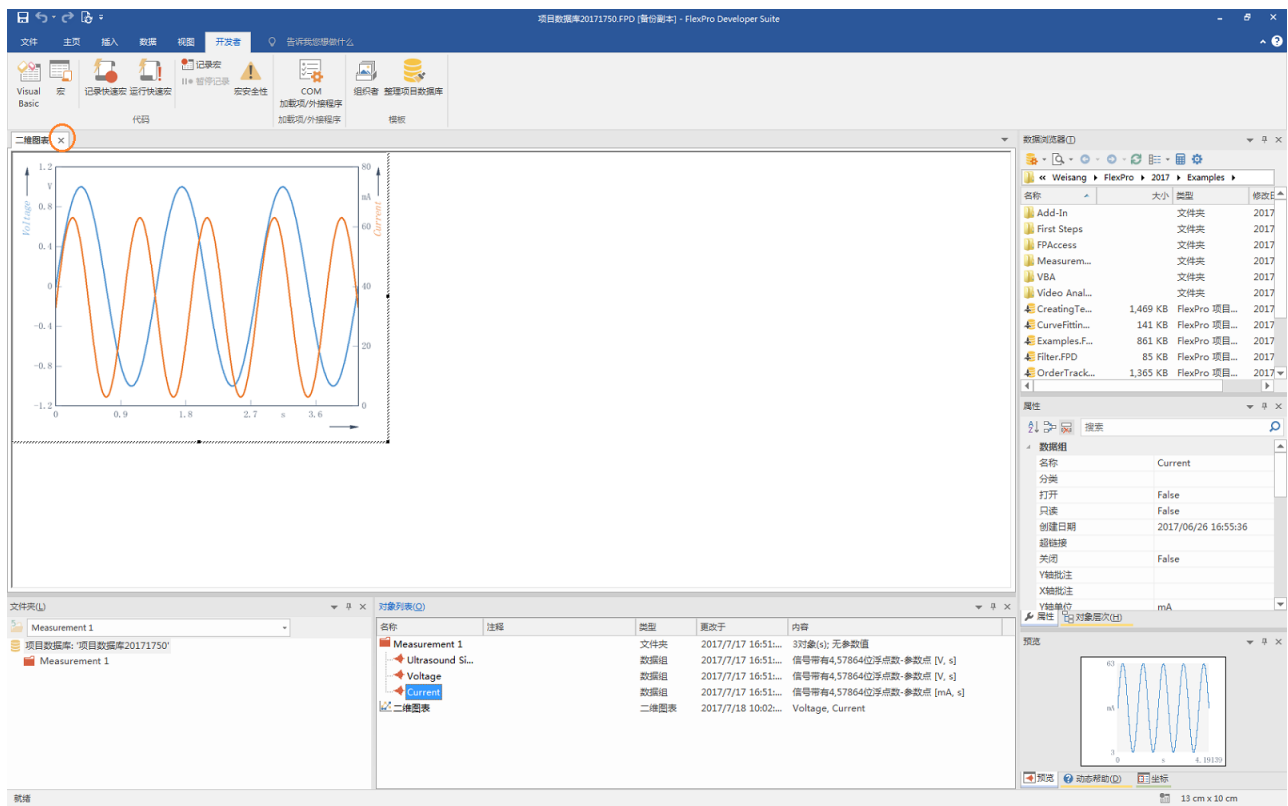 项目数据库20171750.FPD [备份副本] - FlexPro Developer Suite
文件 主页 插入 数据 视图 开发者 告诉我您想做什么
Visual Basic
宏
记录快速宏
运行快速宏
记录宏
暂停记录
宏安全性
COM
加载项/外接程序
组织者
整理项目数据库
代码 加载项/外接程序 模板
二维图表
1.2
V
0.8
0.4
0
-0.4
-0.8
-1.2
Voltage
80
mA
60
40
20
0
Current
0 0.9 1.8 2.7 s 3.6
数据浏览器(I)
« Weisang FlexPro 2017 Examples
名称 大小 类型 修改日
Add-In 文件夹 2017
First Steps 文件夹 2017
FPAccess 文件夹 2017
Measurem... 文件夹 2017
VBA 文件夹 2017
Video Anal... 文件夹 2017
CreatingTe... 1,469 KB FlexPro 项目... 2017
CurveFittin... 141 KB FlexPro 项目... 2017
Examples.F... 861 KB FlexPro 项目... 2017
Filter.FPD 85 KB FlexPro 项目... 2017
OrderTrack... 1,365 KB FlexPro 项目... 2017
属性
搜索
数据组
名称 Current
分类
打开 False
只读 False
创建日期 2017/06/26 16:55:36
超链接
关闭 False
Y轴批注
X轴批注
Y轴单位 mA
属性 对象层次(H)
预览
63
mA
3
0 s 4.19139
预览 动态帮助(D) 坐标
文件夹(L)
Measurement 1
项目数据库: '项目数据库20171750'
Measurement 1
对象列表(O)
名称 注释 类型 更改于 内容
Measurement 1 文件夹 2017/7/17 16:51:... 3对象(s); 无参数值
Ultrasound Si... 数据组 2017/7/17 16:51:... 信号带有4,57864位浮点数-参数点 [V, s]
Voltage 数据组 2017/7/17 16:51:... 信号带有4,57864位浮点数-参数点 [V, s]
Current 数据组 2017/7/17 16:51:... 信号带有4,57864位浮点数-参数点 [mA, s]
二维图表 二维图表 2017/7/18 10:02:... Voltage, Current
就绪 13 cm x 10 cm